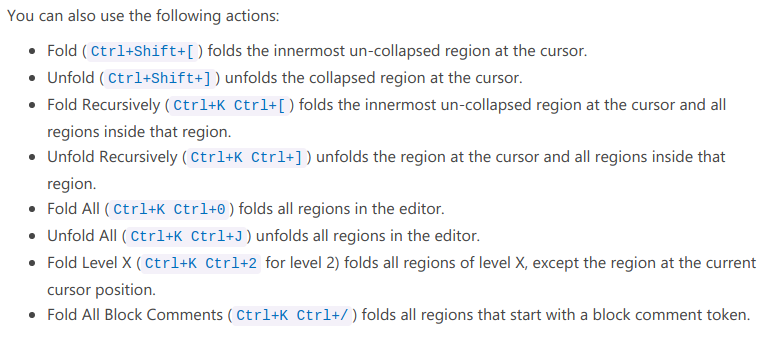 You can also use the following actions:
• Fold ( Ctrl+Shift+[ ) folds the innermost un-collapsed region at the cursor.
• Unfold ( Ctrl+Shift+] ) unfolds the collapsed region at the cursor.
• Fold Recursively ( Ctrl+K Ctrl+[ ) folds the innermost un-collapsed region at the cursor and all
regions inside that region.
• Unfold Recursively ( Ctrl+K Ctrl+] ) unfolds the region at the cursor and all regions inside that
region.
• Fold All ( Ctrl+K Ctrl+0 ) folds all regions in the editor.
• Unfold All ( Ctrl+K Ctrl+J ) unfolds all regions in the editor.
• Fold Level X ( Ctrl+K Ctrl+2 for level 2) folds all regions of level X, except the region at the current
cursor position.
• Fold All Block Comments ( Ctrl+K Ctrl+/ ) folds all regions that start with a block comment token.